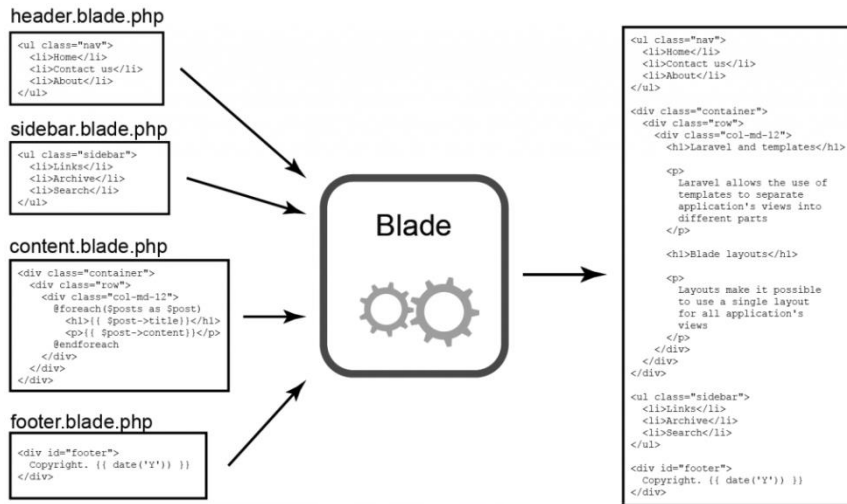 header.blade.php
<ul class="nav">
<li>Home</li>
<li>Contact us</li>
<li>About</li>
</ul>
sidebar.blade.php
<ul class="sidebar">
<li>Links</li>
<li>Archive</li>
<li>Search</li>
</ul>
content.blade.php
<div class="container">
<div class="row">
<div class="col-md-12">
@foreach($posts as $post)
<h1>{{ $post->title}}</h1>
<p>{{ $post->content}}</p>
@endforeach
</div>
</div>
</div>
footer.blade.php
<div id="footer">
Copyright. {{ date('Y')) }}
</div>
Blade
<ul class="nav">
<li>Home</li>
<li>Contact us</li>
<li>About</li>
</ul>
<div class="container">
<div class="row">
<div class="col-md-12">
<h1>Laravel and templates</h1>
<p>
Laravel allows the use of
templates to separate
application's views into
different parts
</p>
<h1>Blade layouts</h1>
<p>
Layouts make it possible
to use a single layout
for all application's
views
</p>
</div>
</div>
</div>
<ul class="sidebar">
<li>Links</li>
<li>Archive</li>
<li>Search</li>
</ul>
<div id="footer">
Copyright. {{ date('Y')) }}
</div>